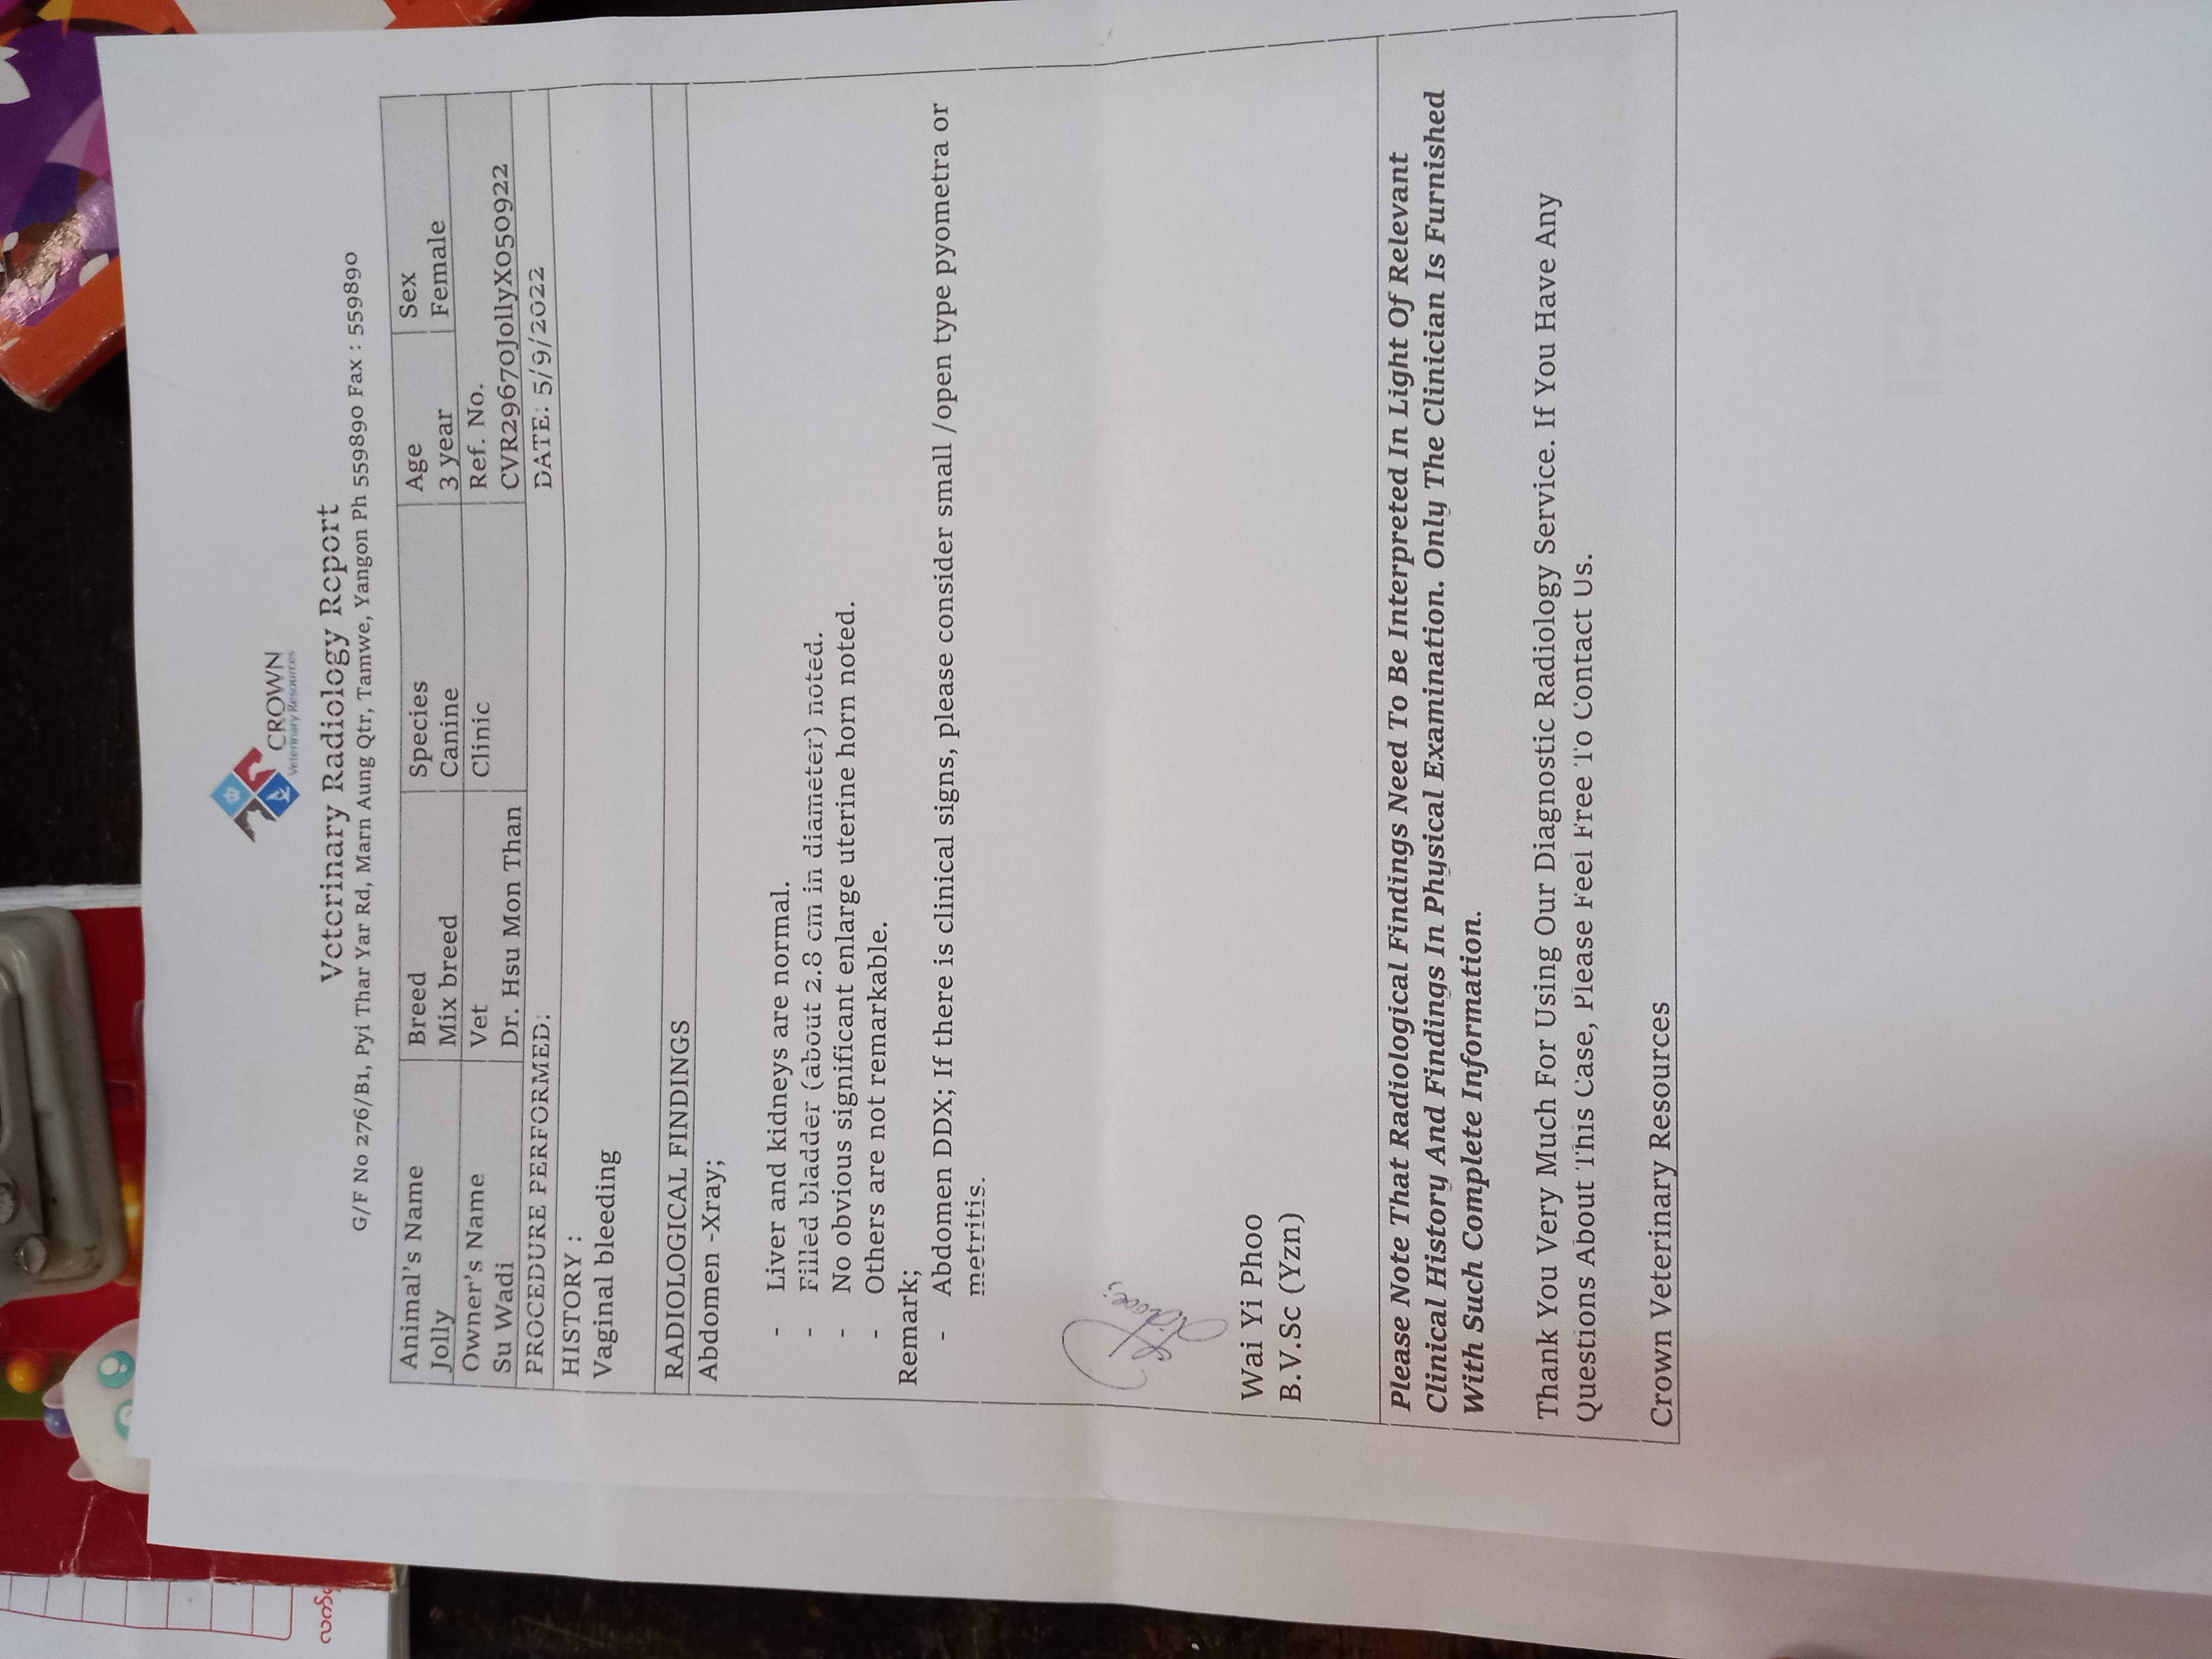 လက်
CROWN
Veterinary Resources
Veterinary Radiology Report
G/F No 276/B1, Pyi Thar Yar Rd, Marn Aung Qtr, Tamwe, Yangon Ph 559890 Fax : 559890
Animal's Name Breed Species Age Sex
Jolly Mix breed Canine 3 year Female
Owner's Name Vet Clinic Ref. No.
Su Wadi Dr. Hsu Mon Than CVR29670JollyX050922
PROCEDURE PERFORMED: DATE: 5/9/2022
HISTORY :
Vaginal bleeding
RADIOLOGICAL FINDINGS
Abdomen -Xray;
- Liver and kidneys are normal.
- Filled bladder (about 2.8 cm in diameter) noted.
- No obvious significant enlarge uterine horn noted.
- Others are not remarkable.
Remark;
- Abdomen DDX; If there is clinical signs, please consider small /open type pyometra or
metritis.
Wai Yi Phoo
B.V.Sc (Yzn)
Please Note That Radiological Findings Need To Be Interpreted In Light Of Relevant
Clinical History And Findings In Physical Examination. Only The Clinician Is Furnished
With Such Complete Information.
Thank You Very Much For Using Our Diagnostic Radiology Service. If You Have Any
Questions About This Case, Please Feel Free To Contact Us.
Crown Veterinary Resources